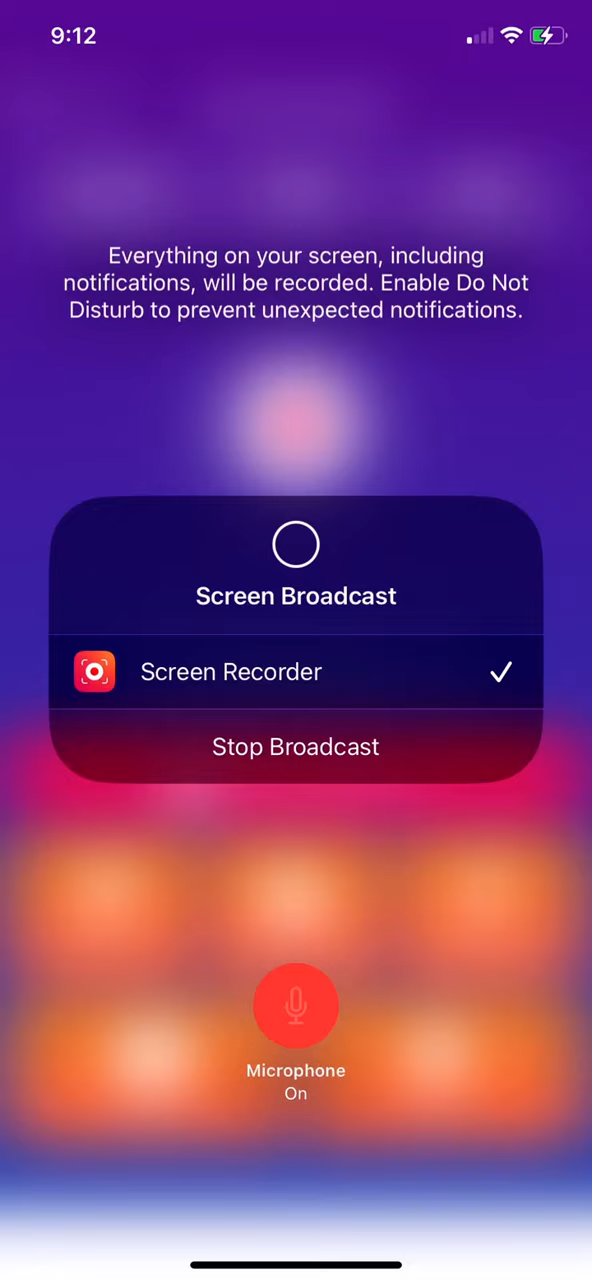 9:12
Everything on your screen, including
notifications, will be recorded. Enable Do Not
Disturb to prevent unexpected notifications.
Screen Broadcast
Screen Recorder
Stop Broadcast
Microphone
On